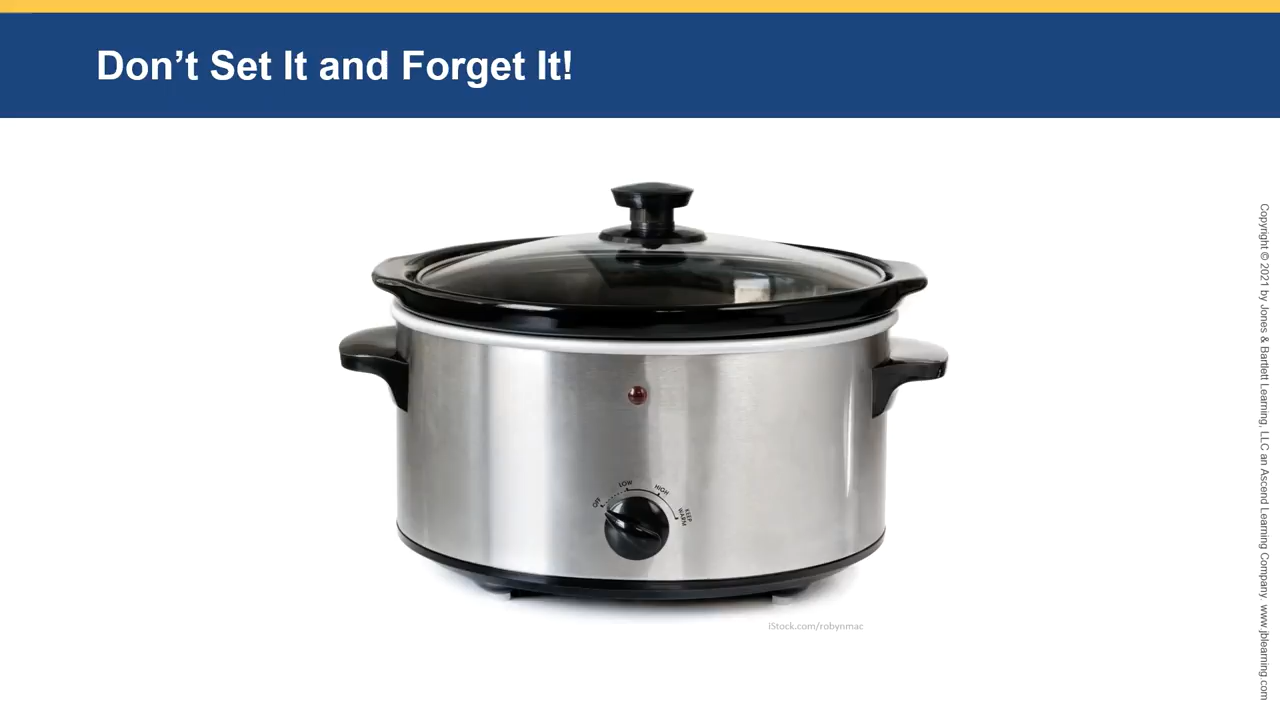 Don’t Set It and Forget It!
OFF
LOW
HIGH
KEEP
WARM
iStock.com/robynmac
Copyright © 2021 by Jones & Bartlett Learning, LLC an Ascend Learning Company. www.jblearning.com